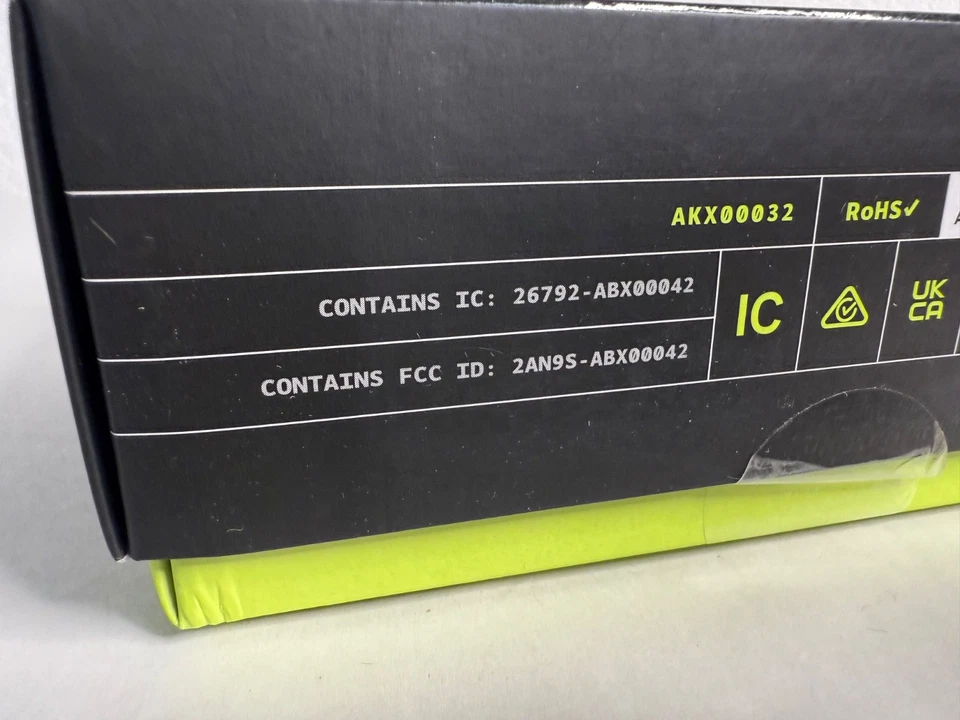 AKX00032
RoHS✓
CONTAINS IC: 26792-ABX00042
IC
UK
CA
CONTAINS FCC ID: 2AN9S-ABX00042